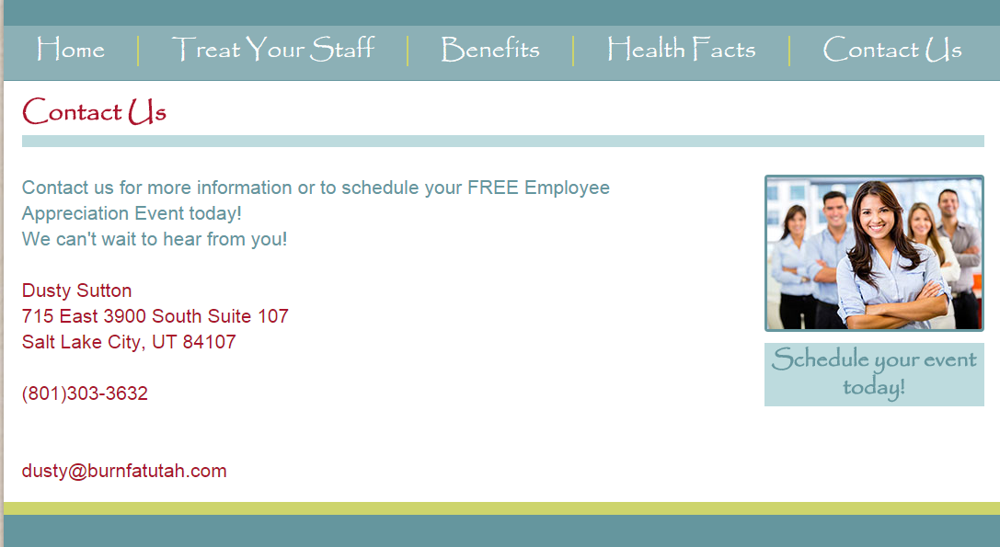 Home Treat Your Staff Benefits Health Facts Contact Us
Contact Us
Contact us for more information or to schedule your FREE Employee
Appreciation Event today!
We can't wait to hear from you!
Dusty Sutton
715 East 3900 South Suite 107
Salt Lake City, UT 84107
(801)303-3632
dusty@burnfatutah.com
Schedule your event
today!